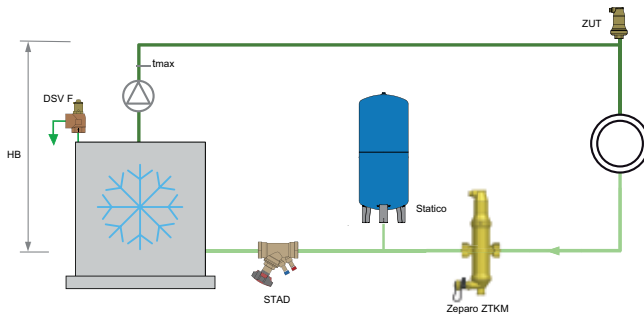 ZUT
tmax
DSV F
HB
Statico
STAD
Zeparo ZTKM